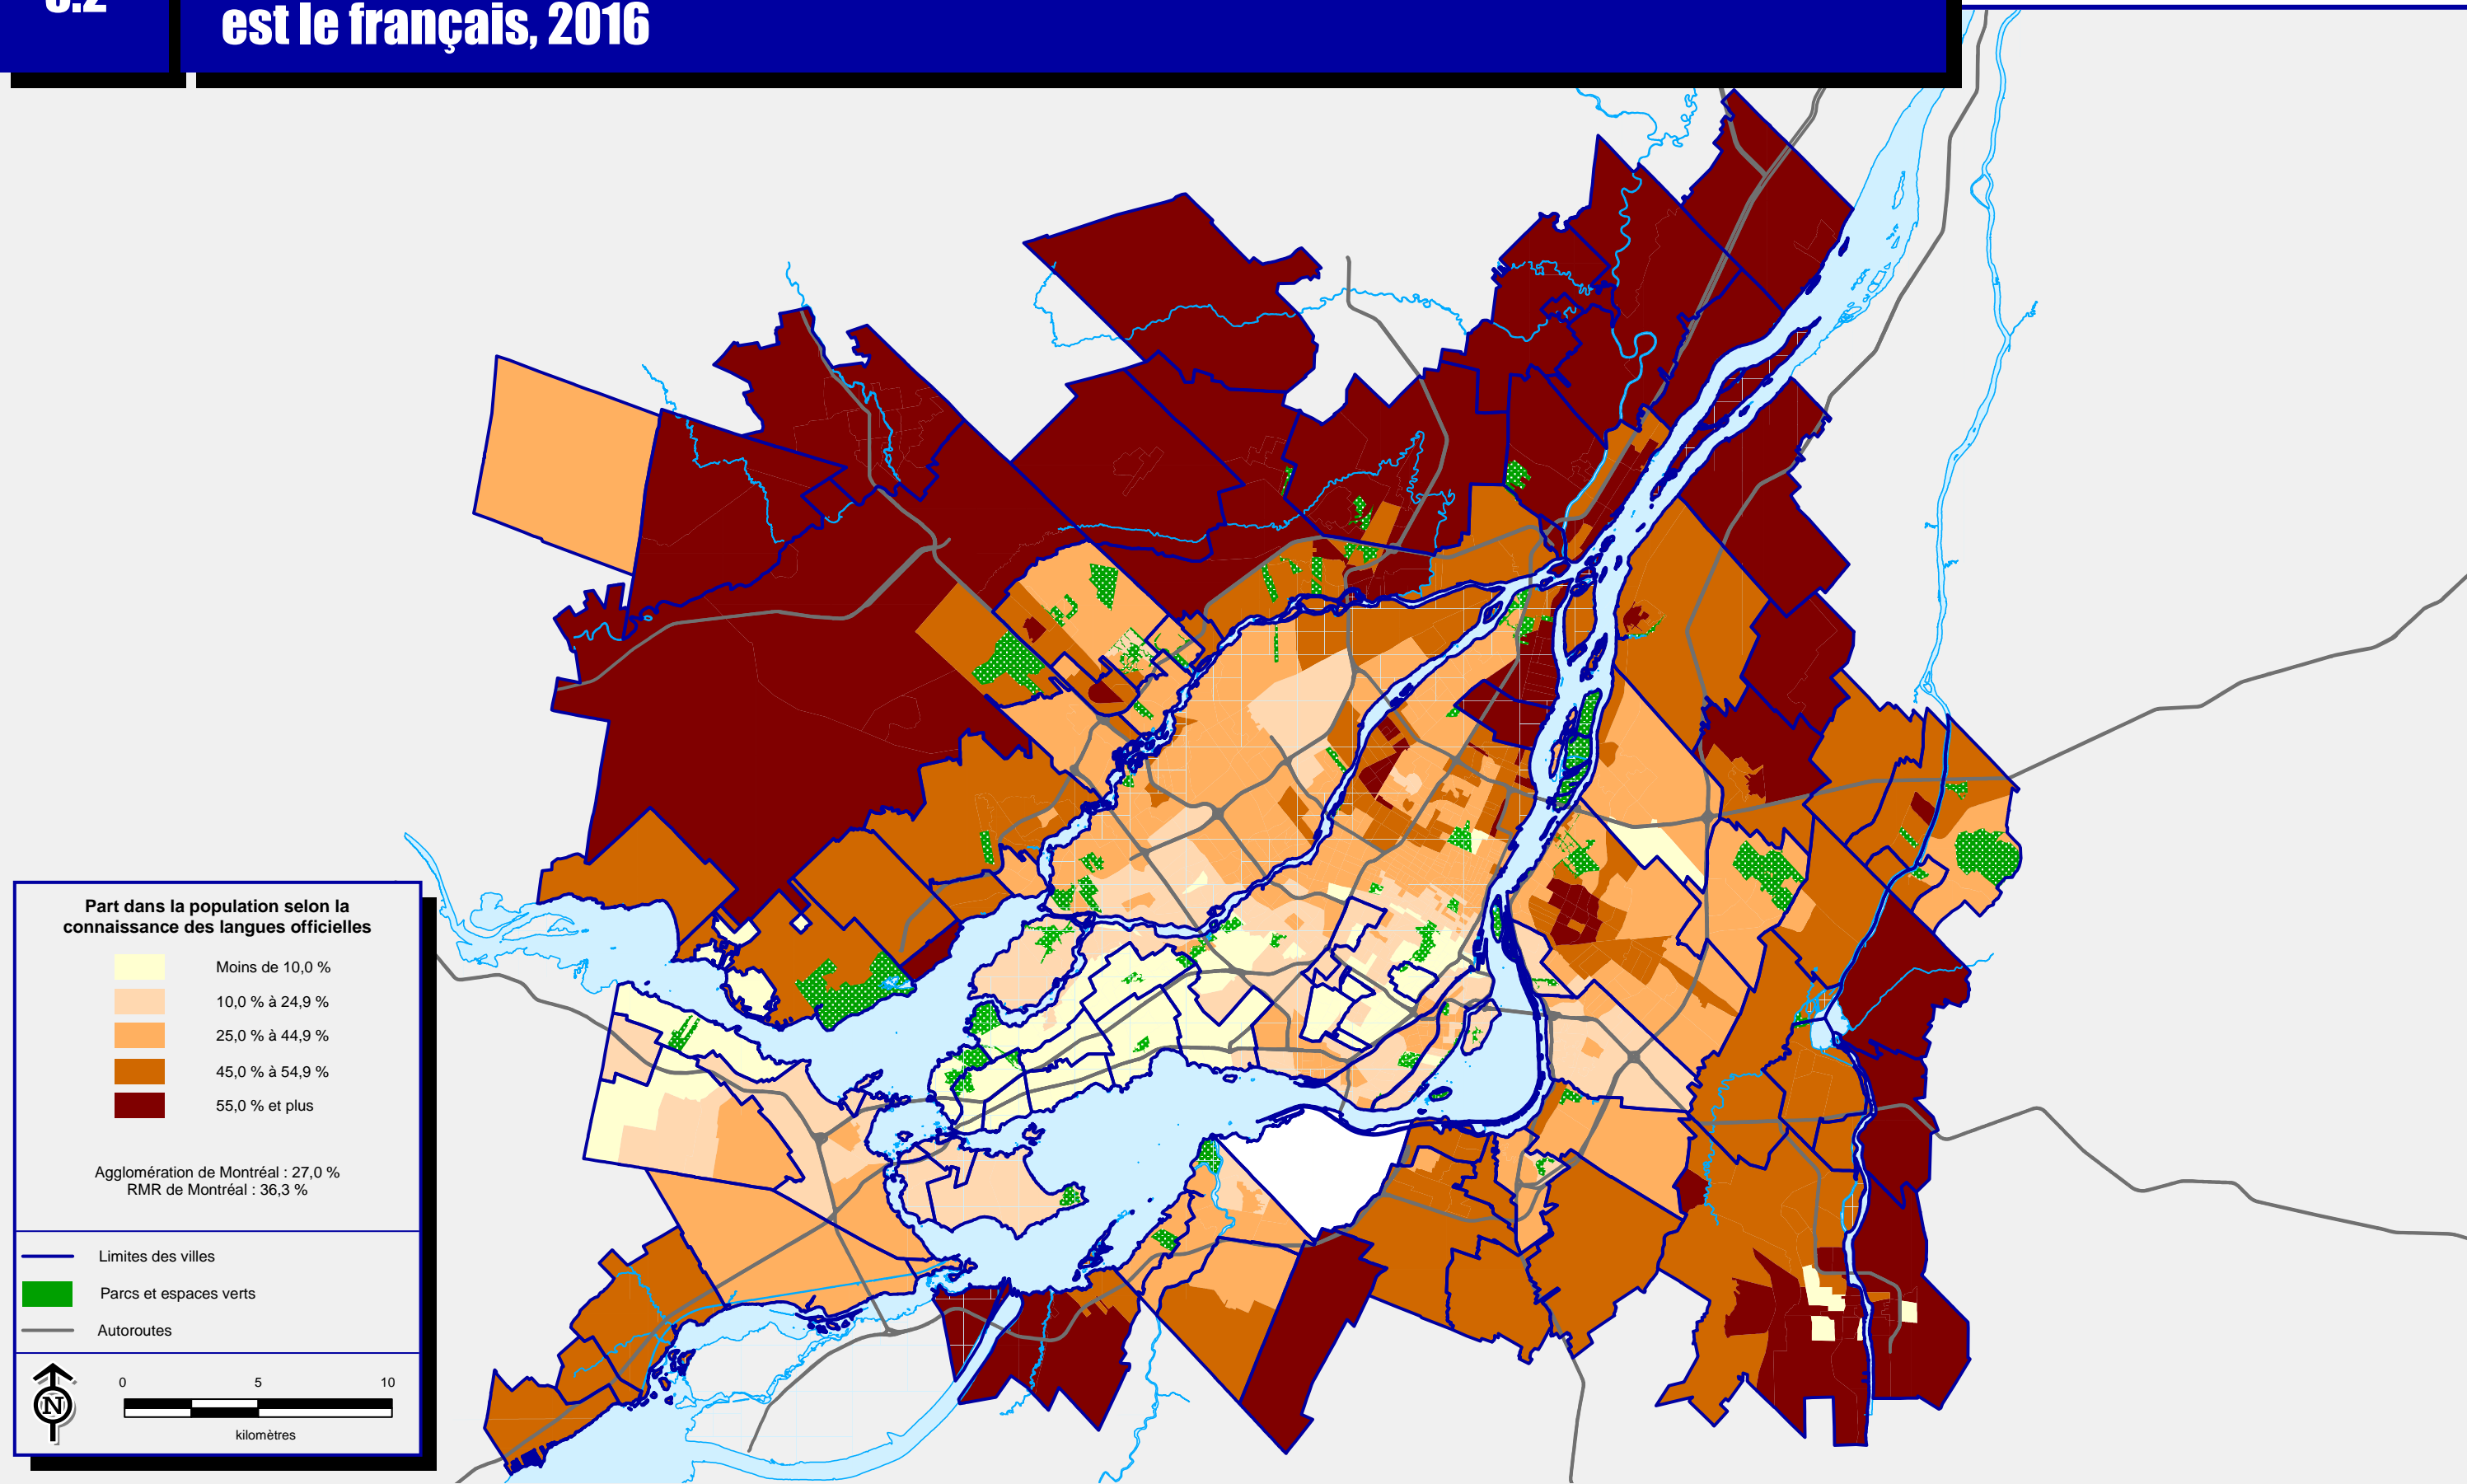 est le français, 2016
Part dans la population selon la
connaissance des langues officielles
Moins de 10,0 %
10,0 % à 24,9 %
25,0 % à 44,9 %
45,0 % à 54,9 %
55,0 % et plus
Agglomération de Montréal : 27,0 %
RMR de Montréal : 36,3 %
Limites des villes
Parcs et espaces verts
Autoroutes
N
0 5 10
kilomètres